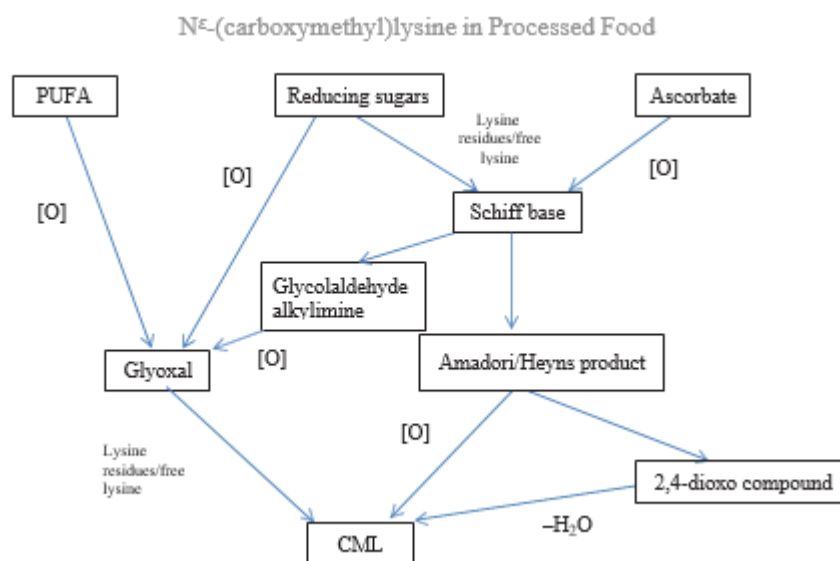 Nᵋ-(carboxymethyl)lysine in Processed Food
PUFA
Reducing sugars
Ascorbate
Lysine
residues/free
lysine
[O]
[O]
[O]
Schiff base
Glycolaldehyde
alkylimine
Glyoxal
[O]
Amadori/Heyns product
Lysine
residues/free
lysine
[O]
2,4-dioxo compound
–H₂O
CML